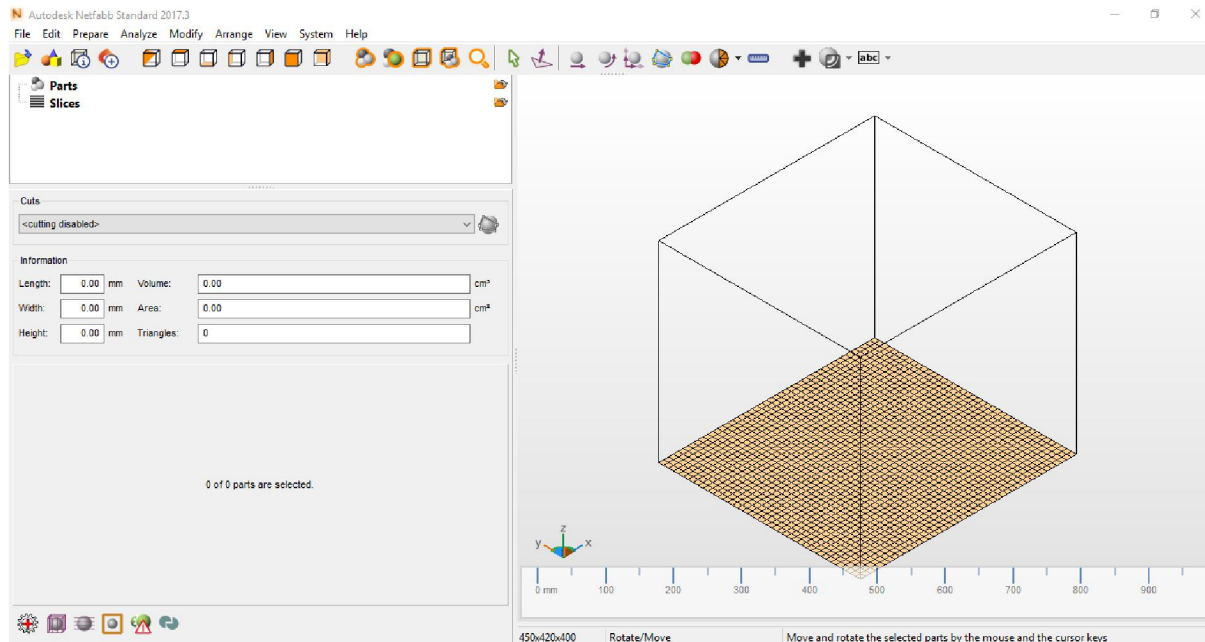 Autodesk Netfabb Standard 2017.3
File Edit Prepare Analyze Modify Arrange View System Help
abc
Parts
Slices
Cuts
<cutting disabled>
Information
Length: 0.00 mm Volume: 0.00 cm³
Width: 0.00 mm Area: 0.00 cm²
Height: 0.00 mm Triangles: 0
0 of 0 parts are selected.
z
y x
0 mm 100 200 300 400 500 600 700 800 900
450x420x400 Rotate/Move Move and rotate the selected parts by the mouse and the cursor keys